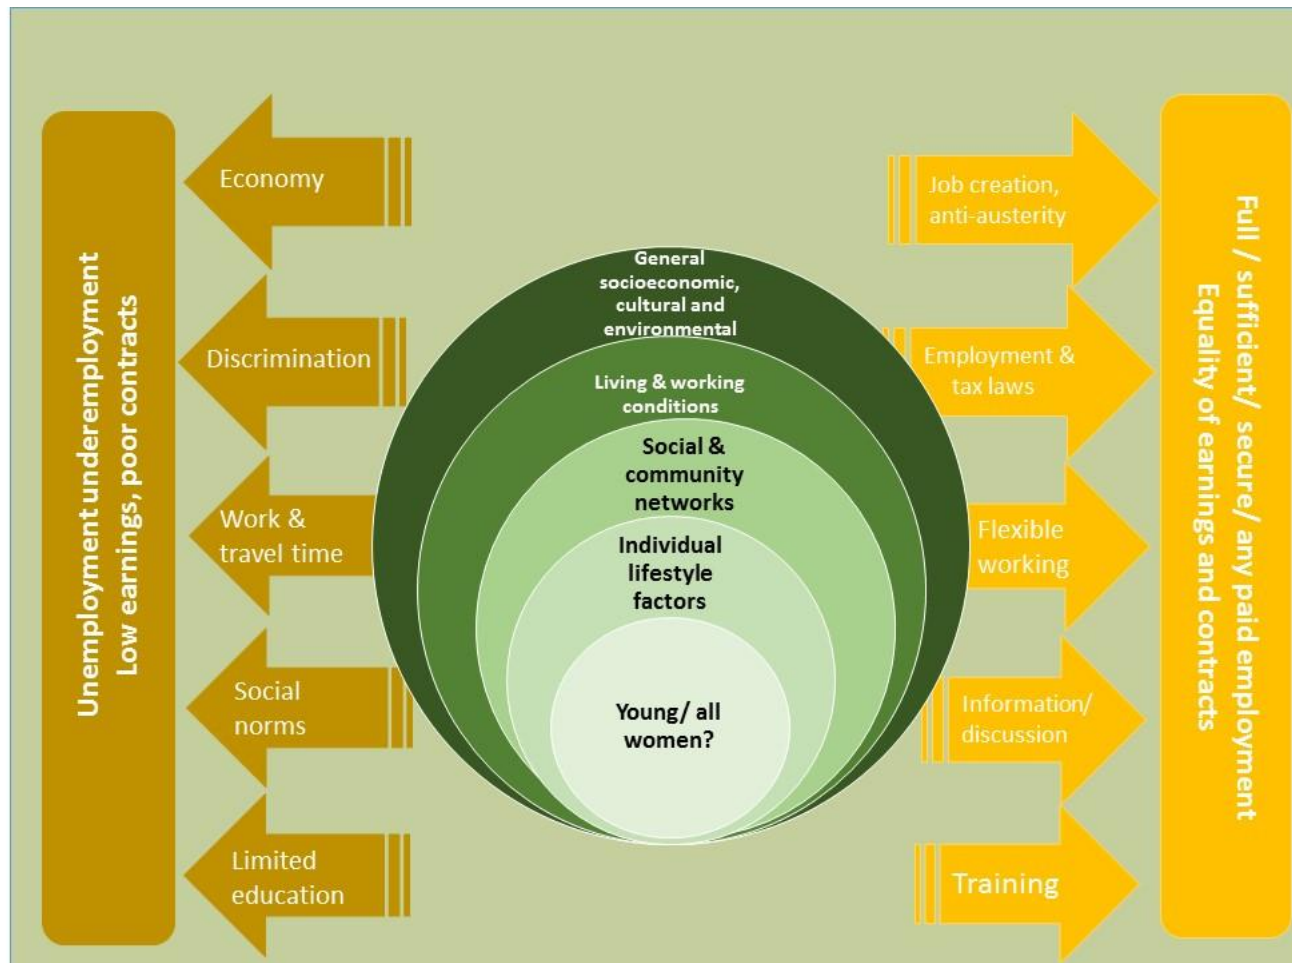 Unemployment underemployment
Low earnings, poor contracts
Economy
Discrimination
Work &
travel time
Social
norms
Limited
education
General
socioeconomic,
cultural and
environmental
Living & working
conditions
Social &
community
networks
Individual
lifestyle
factors
Young/ all
women?
Job creation,
anti-austerity
Employment &
tax laws
Flexible
working
Information/
discussion
Training
Full / sufficient/ secure/ any paid employment
Equality of earnings and contracts